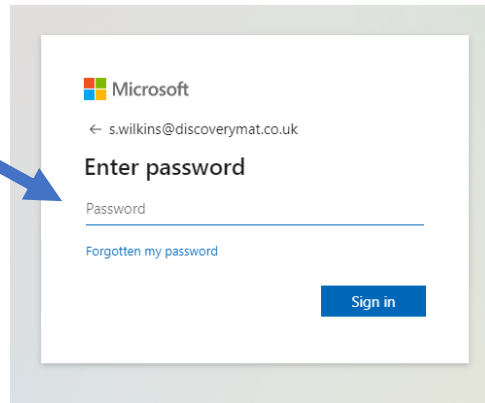 Microsoft
← s.wilkins@discoverymat.co.uk
Enter password
Password
Forgotten my password
Sign in